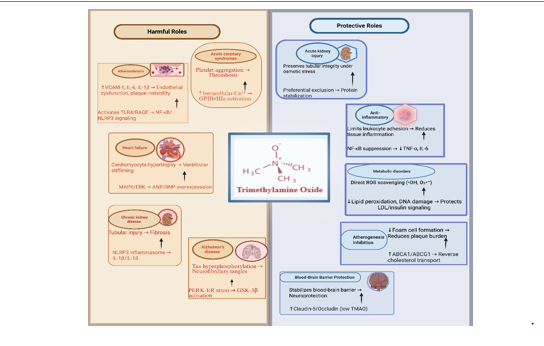 Harmful Roles
Atherosclerosis
↑VCAM-1, IL-6, IL-1β → Endothelial
dysfunction, plaque instability
Activates TLR4/RAGE → NF-κB/
NLRP3 signaling
Acute coronary
syndromes
Platelet aggregation →
Thrombosis
↑ Intracellular Ca²⁺ →
GPIIb/IIIa activation
Heart failure
Cardiomyocyte hypertrophy → Ventricular
stiffening
MAPK/ERK → ANP/BNP overexpression
Chronic kidney
disease
Tubular injury → Fibrosis
NLRP3 inflammasome →
IL-1β/IL-18
Alzheimer's
disease
Tau hyperphosphorylation →
Neurofibrillary tangles
PERK-ER stress → GSK-3β
activation
O⁻
H₃C
N⁺
CH₃
H₃C
Trimethylamine Oxide
Protective Roles
Acute kidney
injury
Preserves tubular integrity under
osmotic stress
Preferential exclusion → Protein
stabilization
Anti-
inflammatory
Limits leukocyte adhesion → Reduces
tissue inflammation
NF-κB suppression → ↓TNF-α, IL-6
Metabolic disorders
Direct ROS scavenging (•OH, O₂•⁻)
↓Lipid peroxidation, DNA damage → Protects
LDL/insulin signaling
Atherogenesis
Inhibition
↓ Foam cell formation →
Reduces plaque burden
↑ABCA1/ABCG1 → Reverse
cholesterol transport
Blood-Brain Barrier Protection
Stabilizes blood-brain barrier →
Neuroprotection
↑Claudin-5/Occludin (low TMAO)